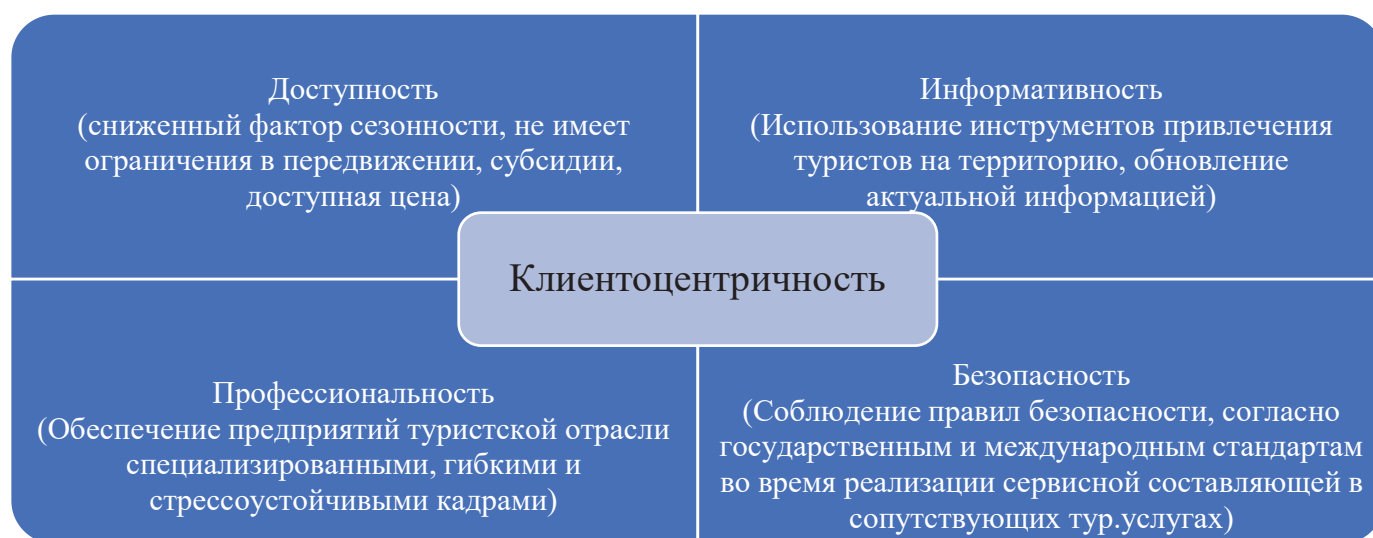 Доступность
(сниженный фактор сезонности, не имеет
ограничения в передвижении, субсидии,
доступная цена)
Информативность
(Использование инструментов привлечения
туристов на территорию, обновление
актуальной информацией)
Клиентоцентричность
Профессиональность
(Обеспечение предприятий туристской отрасли
специализированными, гибкими и
стрессоустойчивыми кадрами)
Безопасность
(Соблюдение правил безопасности, согласно
государственным и международным стандартам
во время реализации сервисной составляющей в
сопутствующих тур.услугах)